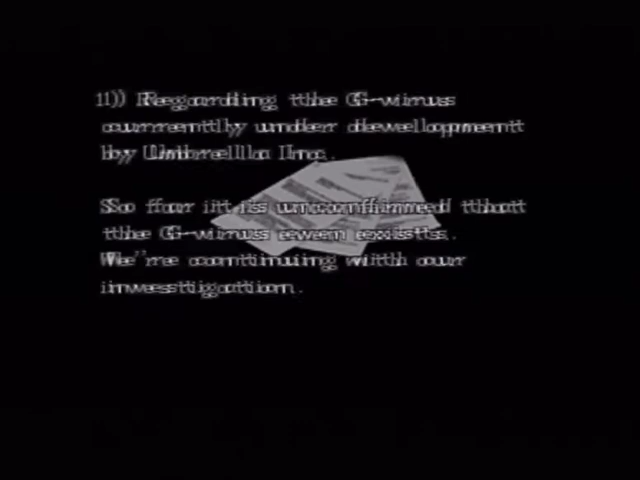 1) Regarding the G-virus
currently under development
by Umbrella Inc.
So far it is unconfirmed that
the G-virus even exists.
We're continuing with our
investigation.